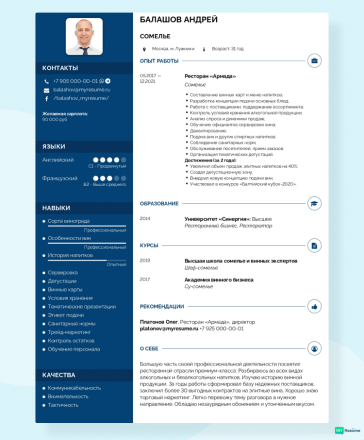 БАЛАШОВ АНДРЕЙ
СОМЕЛЬЕ
Москва, м. Лужники
Возраст: 31 год
КОНТАКТЫ
+7 905 000-00-01
balashov@myresume.ru
/balashov_myresume/
Желаемая зарплата:
90 000 руб
ЯЗЫКИ
Английский
C1 - Продвинутый
Французский
B2 - Выше среднего
НАВЫКИ
Сорта винограда
Профессиональный
Особенности вин
Профессиональный
История напитков
Опытный
Сервировка
Дегустации
Винные карты
Условия хранения
Тематические презентации
Этикет подачи
Санитарные нормы
Трейд-маркетинг
Контроль остатков
Обучение персонала
КАЧЕСТВА
Коммуникабельность
Внимательность
Тактичность
ОПЫТ РАБОТЫ
05.2017 —
12.2021
Ресторан «Армада»
Сомелье
Составление винных карт и меню напитков;
Разработка концепции подачи основных блюд;
Работа с поставщиками; поддержание ассортимента;
Контроль условий хранения алкогольной продукции;
Анализ спроса и динамики продаж;
Обучение официантов сервировке вина;
Декантирование;
Подача вин и других спиртных напитков;
Соблюдение санитарных норм;
Обслуживание посетителей, прием заказов;
Организация тематических дегустаций.
Достижения (за 2 года):
Увеличил объем продаж элитных напитков на 40%;
Создал дегустационную зону;
Внедрил новую концепцию подачи вин;
Участвовал в конкурсе «Балтийский кубок-2020».
ОБРАЗОВАНИЕ
2014
Университет «Синергия»: Высшее
Ресторанный бизнес, Ресторатор
КУРСЫ
2019
Высшая школа сомелье и винных экспертов
Шеф-сомелье
2017
Академия винного бизнеса
Су-сомелье
РЕКОМЕНДАЦИИ
Платонов Олег, Ресторан «Армада», директор
platonov@myresume.ru +7 925 000-00-01
О СЕБЕ
Большую часть своей профессиональной деятельности посвятил
ресторанной отрасли премиум-класса. Разбираюсь во всех видах
алкогольных и безалкогольных напитков. Изучаю историю винной
продукции. За годы работы сформировал базу надежных поставщиков,
заключил более 300 контрактов на элитные вина. Хорошо знаю
торговый маркетинг. Легко перевожу тему разговора в нужное
направление. Обладаю незаурядным обонянием и утонченным вкусом.